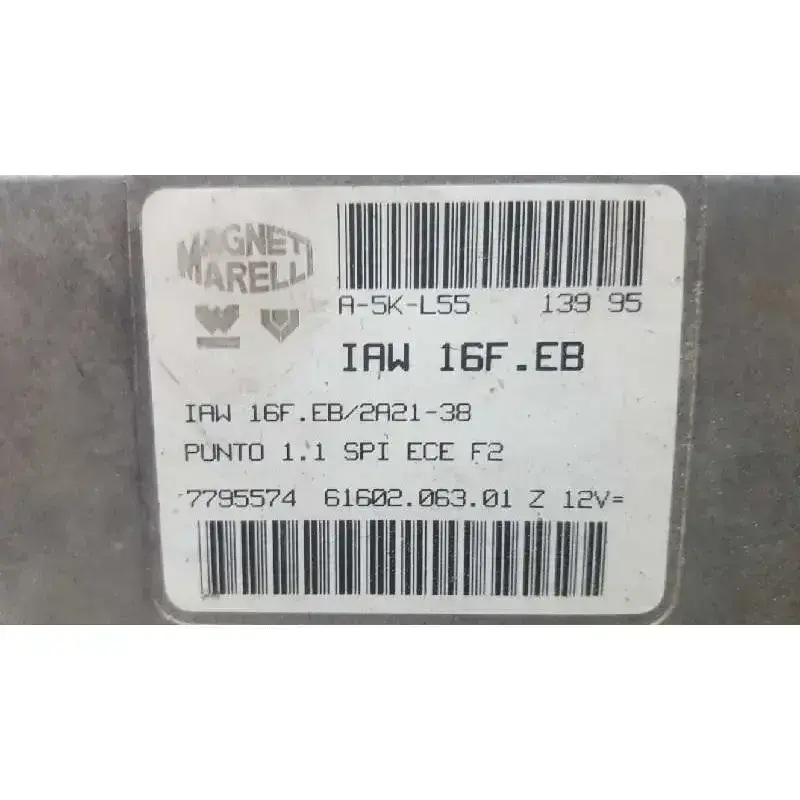 MAGNETI
MARELLI
A-5K-L55 139 95
IAW 16F.EB
IAW 16F.EB/2A21-38
PUNTO 1.1 SPI ECE F2
7795574 61602.063.01 Z 12V=